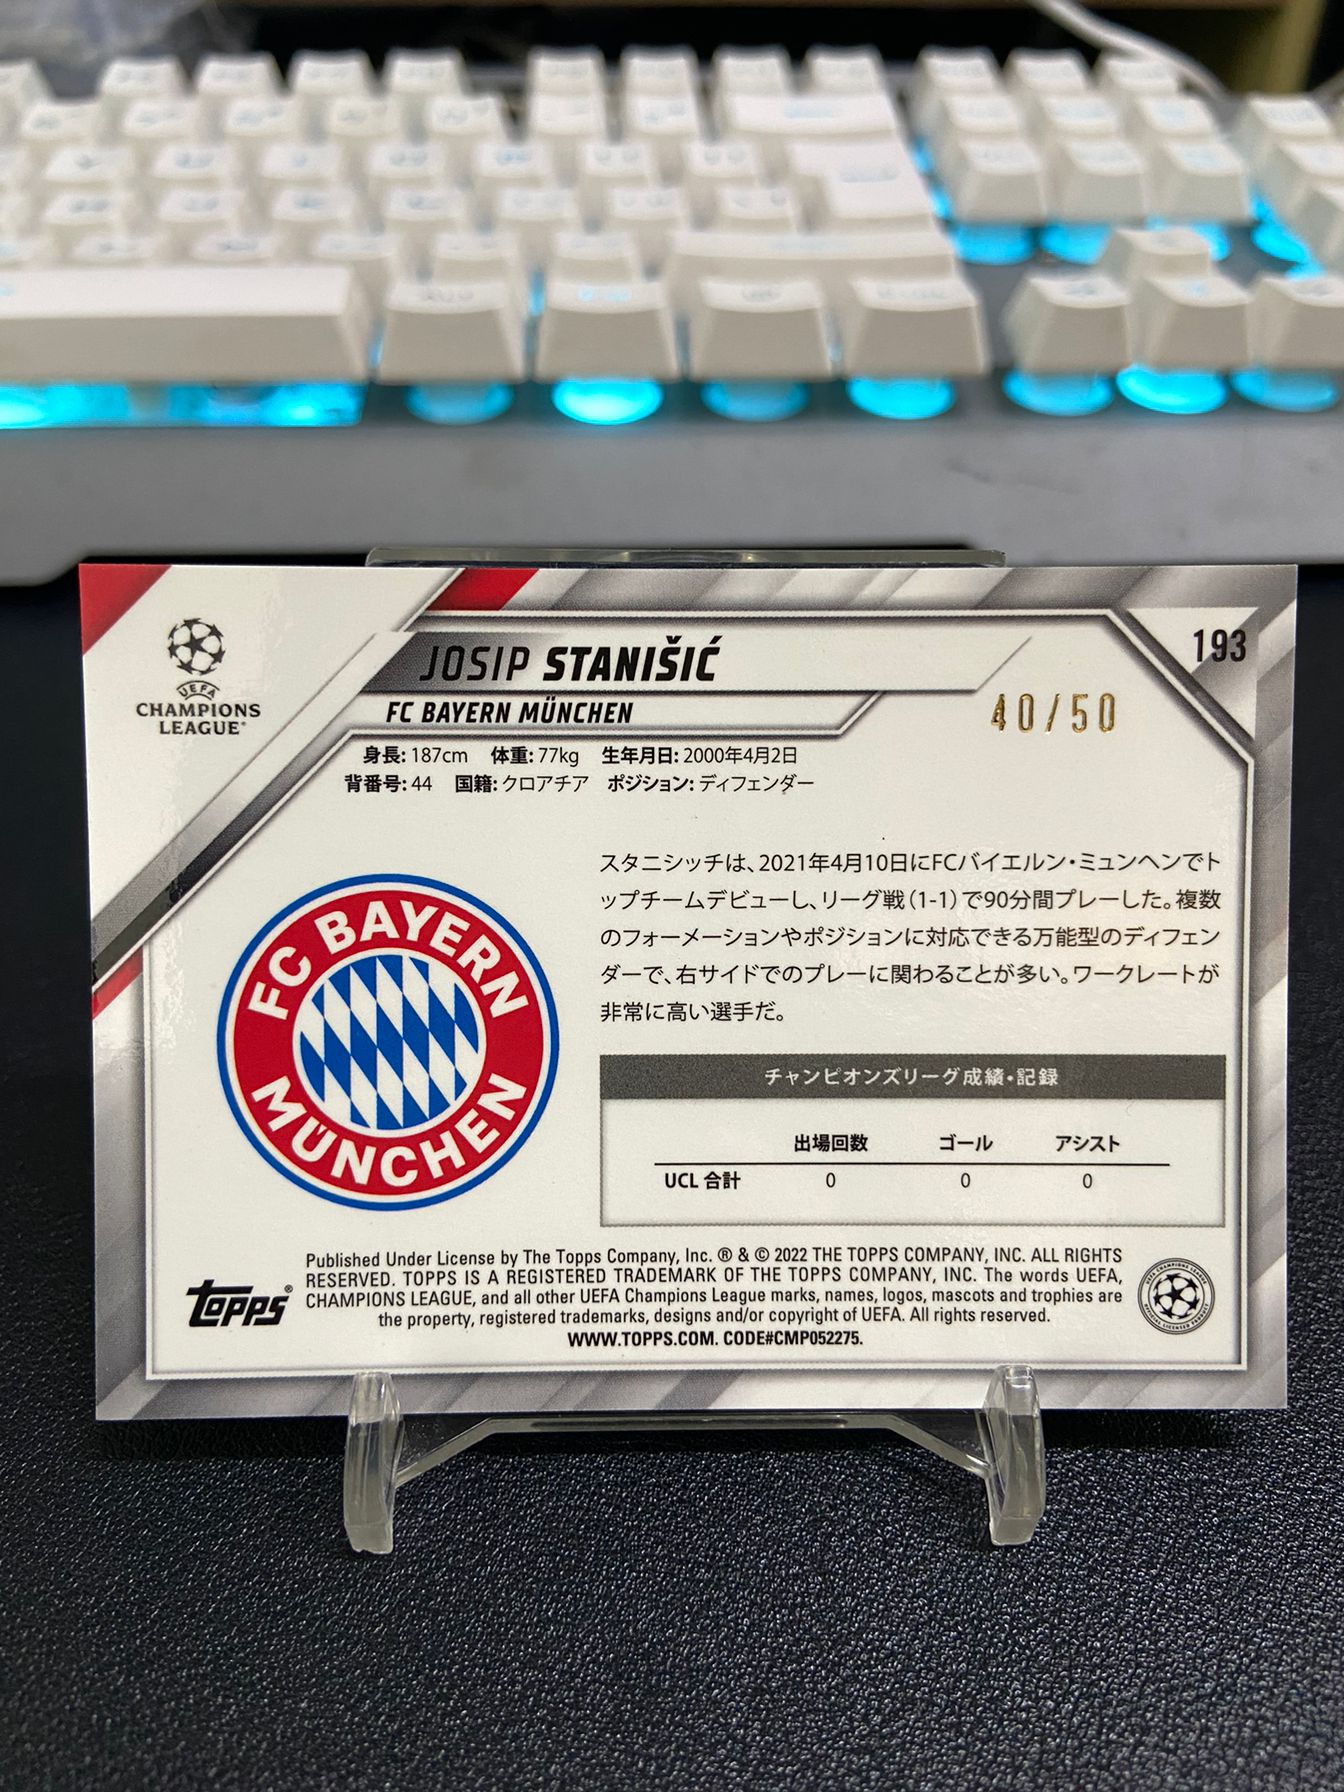 UEFA
CHAMPIONS
LEAGUE®
JOSIP STANIŠIĆ
193
FC BAYERN MÜNCHEN
40/50
身長: 187cm 体重: 77kg 生年月日: 2000年4月2日
背番号: 44 国籍: クロアチア ポジション: ディフェンダー
スタニシッチは、2021年4月10日にFCバイエルン・ミュンヘンでト
ップチームデビューし、リーグ戦（1-1）で90分間プレーした。複数
のフォーメーションやポジションに対応できる万能型のディフェン
ダーで、右サイドでのプレーに関わることが多い。ワークレートが
非常に高い選手だ。
FC BAYERN
MÜNCHEN
チャンピオンズリーグ成績・記録
出場回数 ゴール アシスト
UCL 合計 0 0 0
Topps®
Published Under License by The Topps Company, Inc. ® & © 2022 THE TOPPS COMPANY, INC. ALL RIGHTS
RESERVED. TOPPS IS A REGISTERED TRADEMARK OF THE TOPPS COMPANY, INC. The words UEFA,
CHAMPIONS LEAGUE, and all other UEFA Champions League marks, names, logos, mascots and trophies are
the property, registered trademarks, designs and/or copyright of UEFA. All rights reserved.
WWW.TOPPS.COM. CODE#CMP052275.